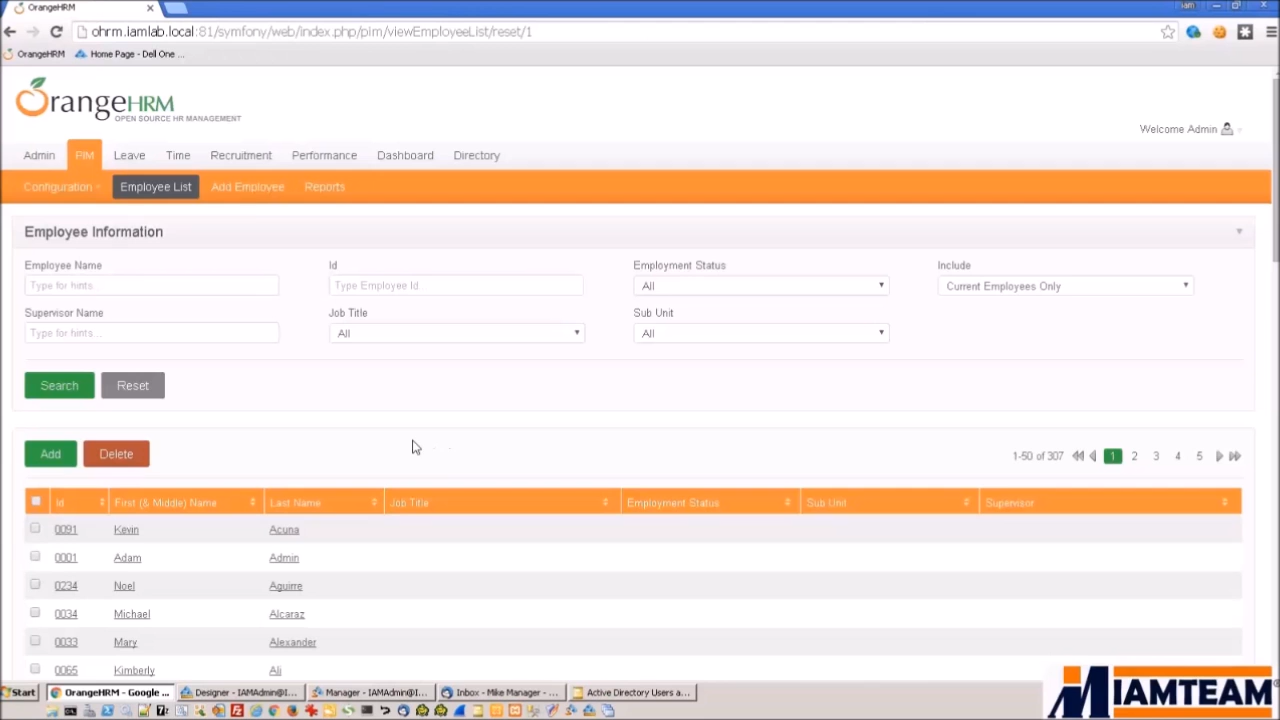 OrangeHRM
iam
ohrm.iamlab.local:81/symfony/web/index.php/pim/viewEmployeeList/reset/1
OrangeHRM Home Page - Dell One ...
OrangeHRM
OPEN SOURCE HR MANAGEMENT
Welcome Admin
Admin PIM Leave Time Recruitment Performance Dashboard Directory
Configuration Employee List Add Employee Reports
Employee Information
Employee Name Id Employment Status Include
Type for hints... Type Employee Id All Current Employees Only
Supervisor Name Job Title Sub Unit
Type for hints... All All
Search Reset
Add Delete 1-50 of 307 1 2 3 4 5
Id First (& Middle) Name Last Name Job Title Employment Status Sub Unit Supervisor
0091 Kevin Acuna
0001 Adam Admin
0234 Noel Aguirre
0034 Michael Alcaraz
0033 Mary Alexander
0065 Kimberly Ali
Start OrangeHRM - Google ... Designer - IAMAdmin@I... Manager - IAMAdmin@I... Inbox - Mike Manager - ... Active Directory Users a...
IAMTEAM®